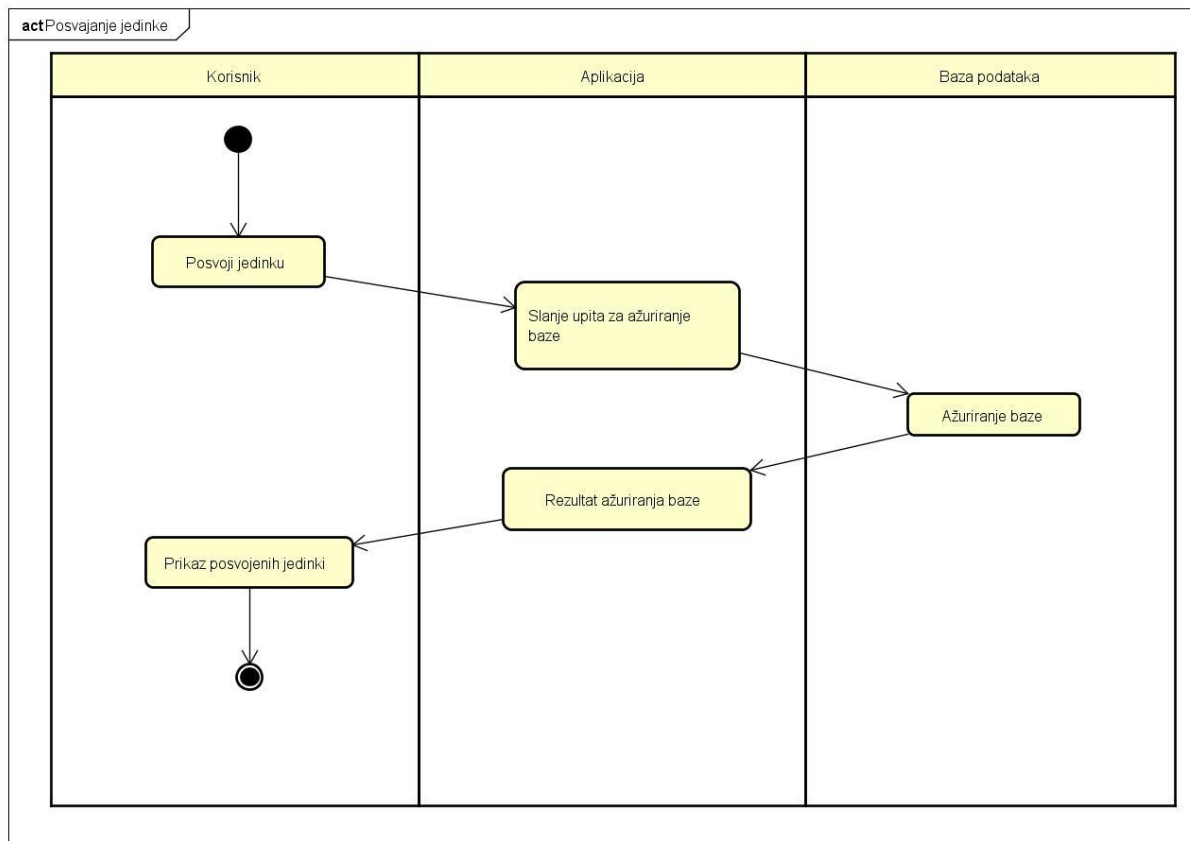 act Posvajanje jedinke
Korisnik
Aplikacija
Baza podataka
Posvoji jedinku
Slanje upita za ažuriranje
baze
Ažuriranje baze
Rezultat ažuriranja baze
Prikaz posvojenih jedinki